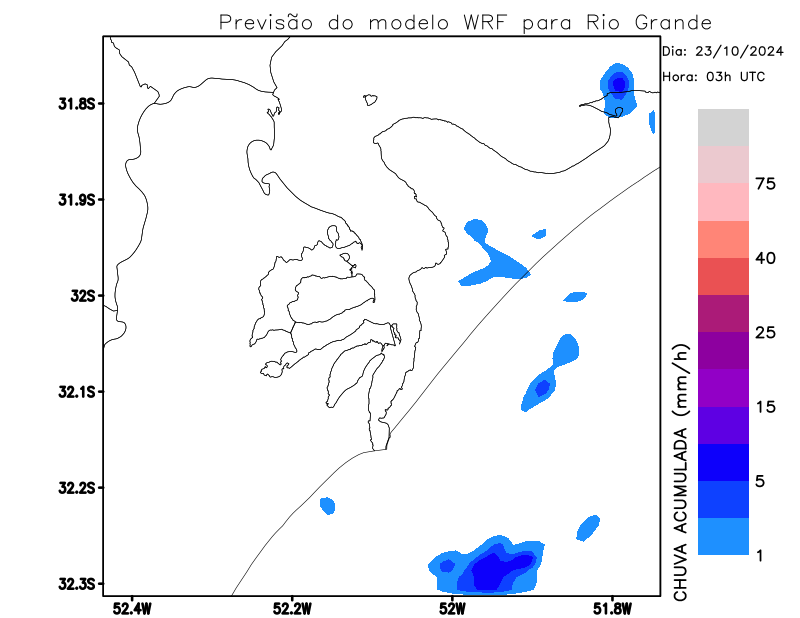 Previsão do modelo WRF para Rio Grande
Dia: 23/10/2024
Hora: 03h UTC
31.8S
31.9S
32S
32.1S
32.2S
32.3S
52.4W
52.2W
52W
51.8W
75
40
25
15
5
1
CHUVA ACUMULADA (mm/h)